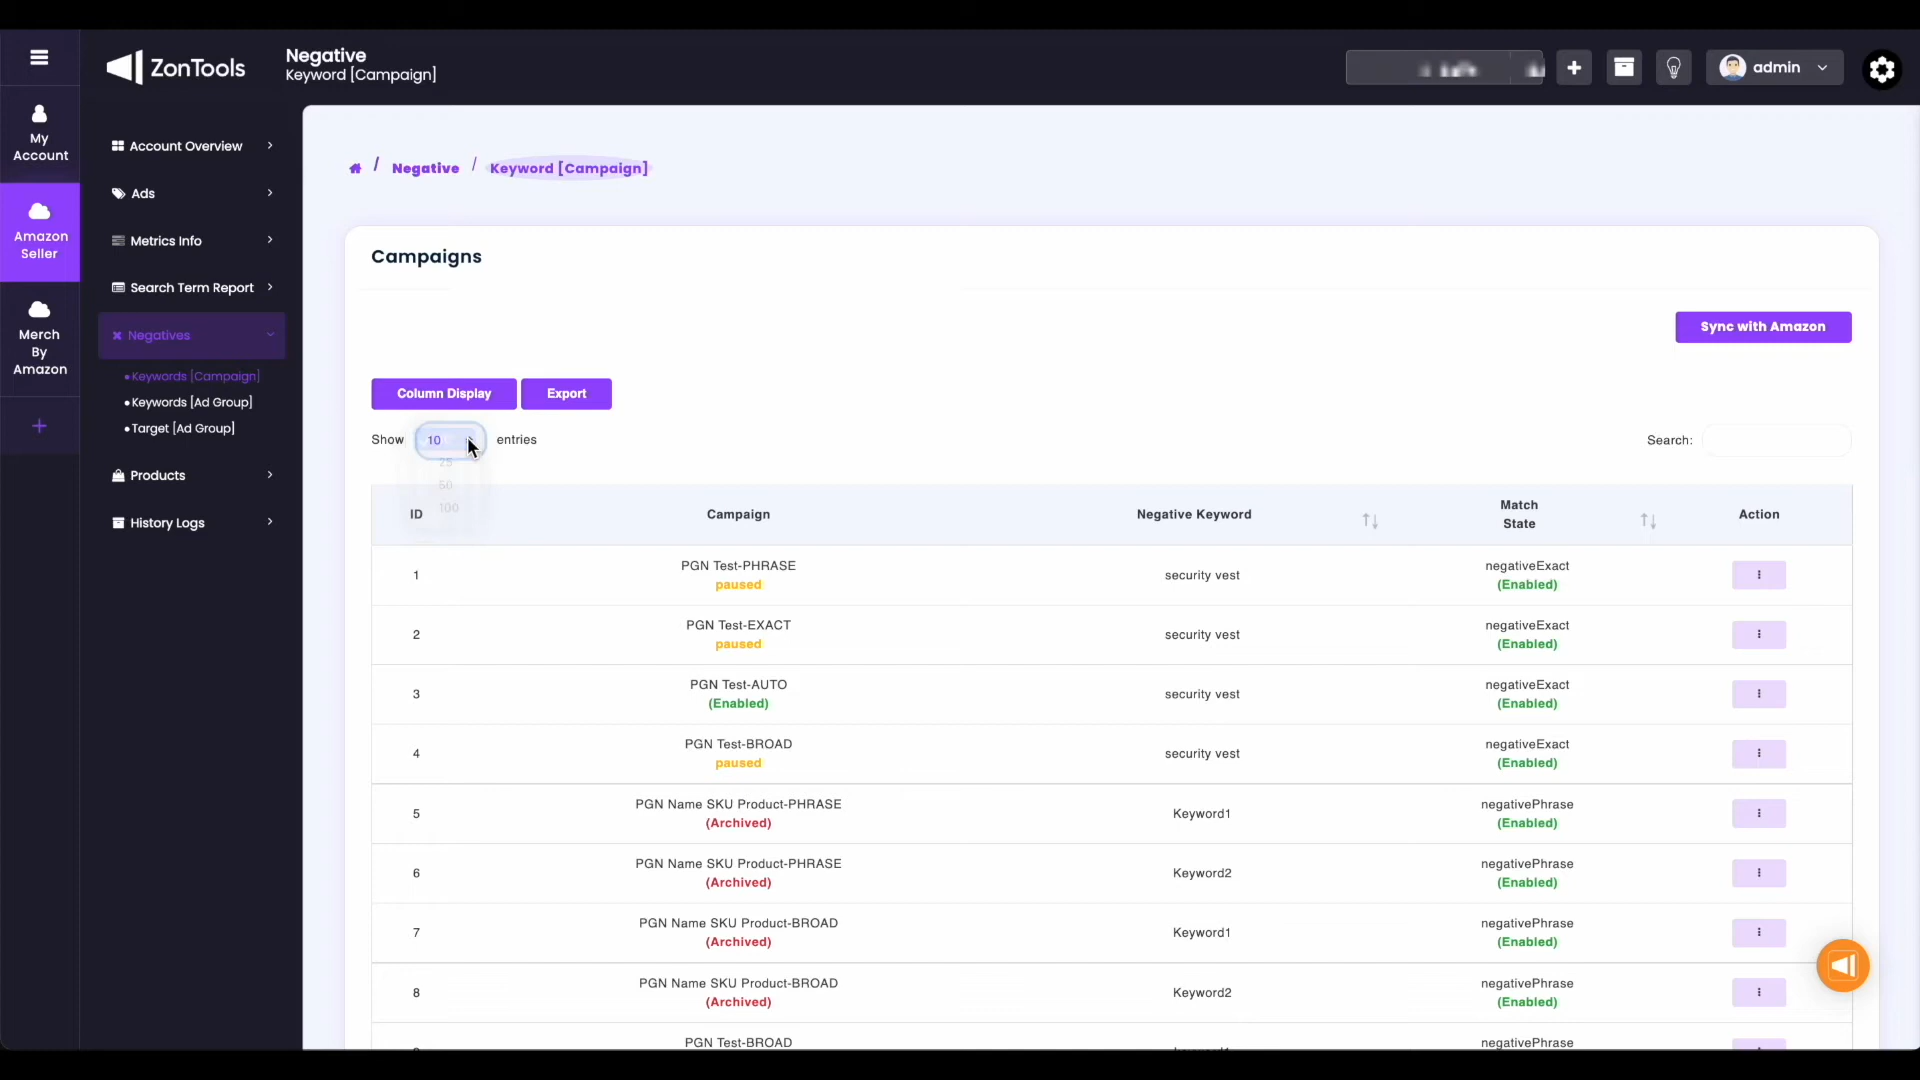 ZonTools
Negative
Keyword [Campaign]
admin
My
Account
Amazon
Seller
Merch
By
Amazon
Account Overview
Ads
Metrics Info
Search Term Report
Negatives
Keywords [Campaign]
Keywords [Ad Group]
Target [Ad Group]
Products
History Logs
/ Negative / Keyword [Campaign]
Campaigns
Sync with Amazon
Column Display Export
Show 10 entries Search:
25
50
100
ID Campaign Negative Keyword Match State Action
1 PGN Test-PHRASE security vest negativeExact
paused (Enabled)
2 PGN Test-EXACT security vest negativeExact
paused (Enabled)
3 PGN Test-AUTO security vest negativeExact
(Enabled) (Enabled)
4 PGN Test-BROAD security vest negativeExact
paused (Enabled)
5 PGN Name SKU Product-PHRASE Keyword1 negativePhrase
(Archived) (Enabled)
6 PGN Name SKU Product-PHRASE Keyword2 negativePhrase
(Archived) (Enabled)
7 PGN Name SKU Product-BROAD Keyword1 negativePhrase
(Archived) (Enabled)
8 PGN Name SKU Product-BROAD Keyword2 negativePhrase
(Archived) (Enabled)
PGN Test-BROAD negativePhrase